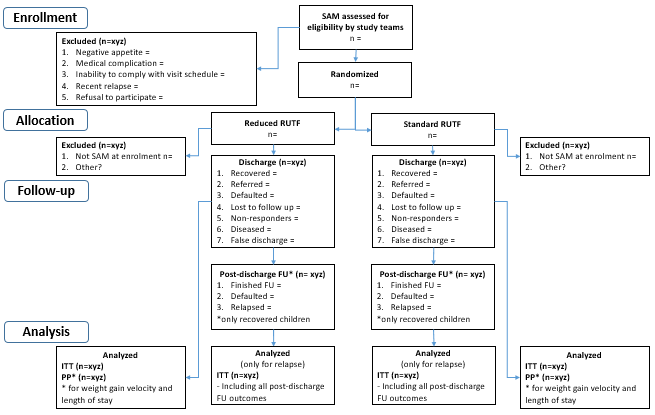 Enrollment
SAM assessed for
eligibility by study teams
n =
Excluded (n=xyz)
1. Negative appetite =
2. Medical complication =
3. Inability to comply with visit schedule =
4. Recent relapse =
5. Refusal to participate =
Randomized
n=
Allocation
Reduced RUTF
n=
Standard RUTF
n=
Excluded (n=xyz)
1. Not SAM at enrolment n=
2. Other?
Excluded (n=xyz)
1. Not SAM at enrolment n=
2. Other?
Follow-up
Discharge (n=xyz)
1. Recovered =
2. Referred =
3. Defaulted =
4. Lost to follow up =
5. Non-responders =
6. Diseased =
7. False discharge =
Discharge (n=xyz)
1. Recovered =
2. Referred =
3. Defaulted =
4. Lost to follow up =
5. Non-responders =
6. Diseased =
7. False discharge =
Post-discharge FU* (n= xyz)
1. Finished FU =
2. Defaulted =
3. Relapsed =
*only recovered children
Post-discharge FU* (n= xyz)
1. Finished FU =
2. Defaulted =
3. Relapsed =
*only recovered children
Analysis
Analyzed
ITT (n=xyz)
PP* (n=xyz)
* for weight gain velocity and
length of stay
Analyzed
(only for relapse)
ITT (n=xyz)
- Including all post-discharge
FU outcomes
Analyzed
(only for relapse)
ITT (n=xyz)
- Including all post-discharge
FU outcomes
Analyzed
ITT (n=xyz)
PP* (n=xyz)
* for weight gain velocity and
length of stay